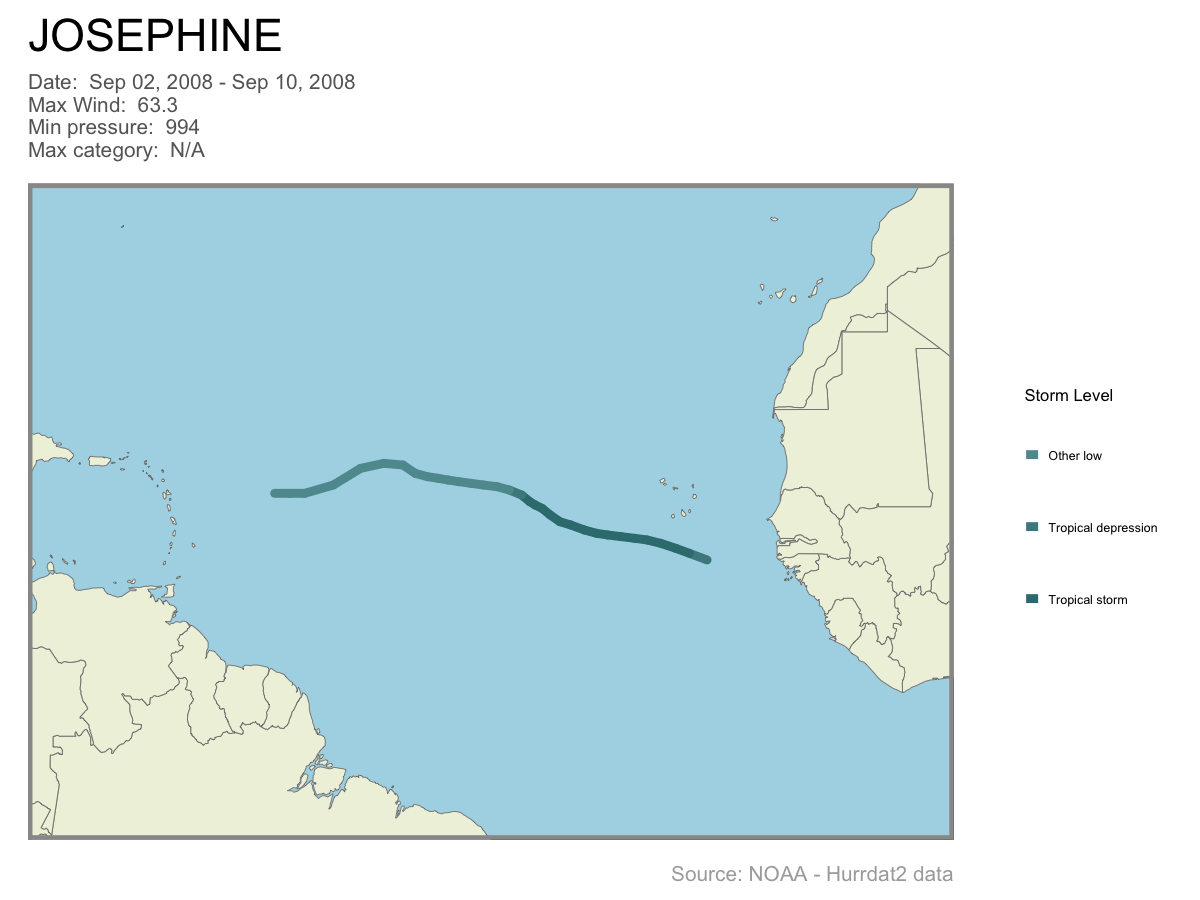 JOSEPHINE
Date:  Sep 02, 2008 - Sep 10, 2008
Max Wind:  63.3
Min pressure:  994
Max category:  N/A
Storm Level
Other low
Tropical depression
Tropical storm
Source: NOAA - Hurrdat2 data